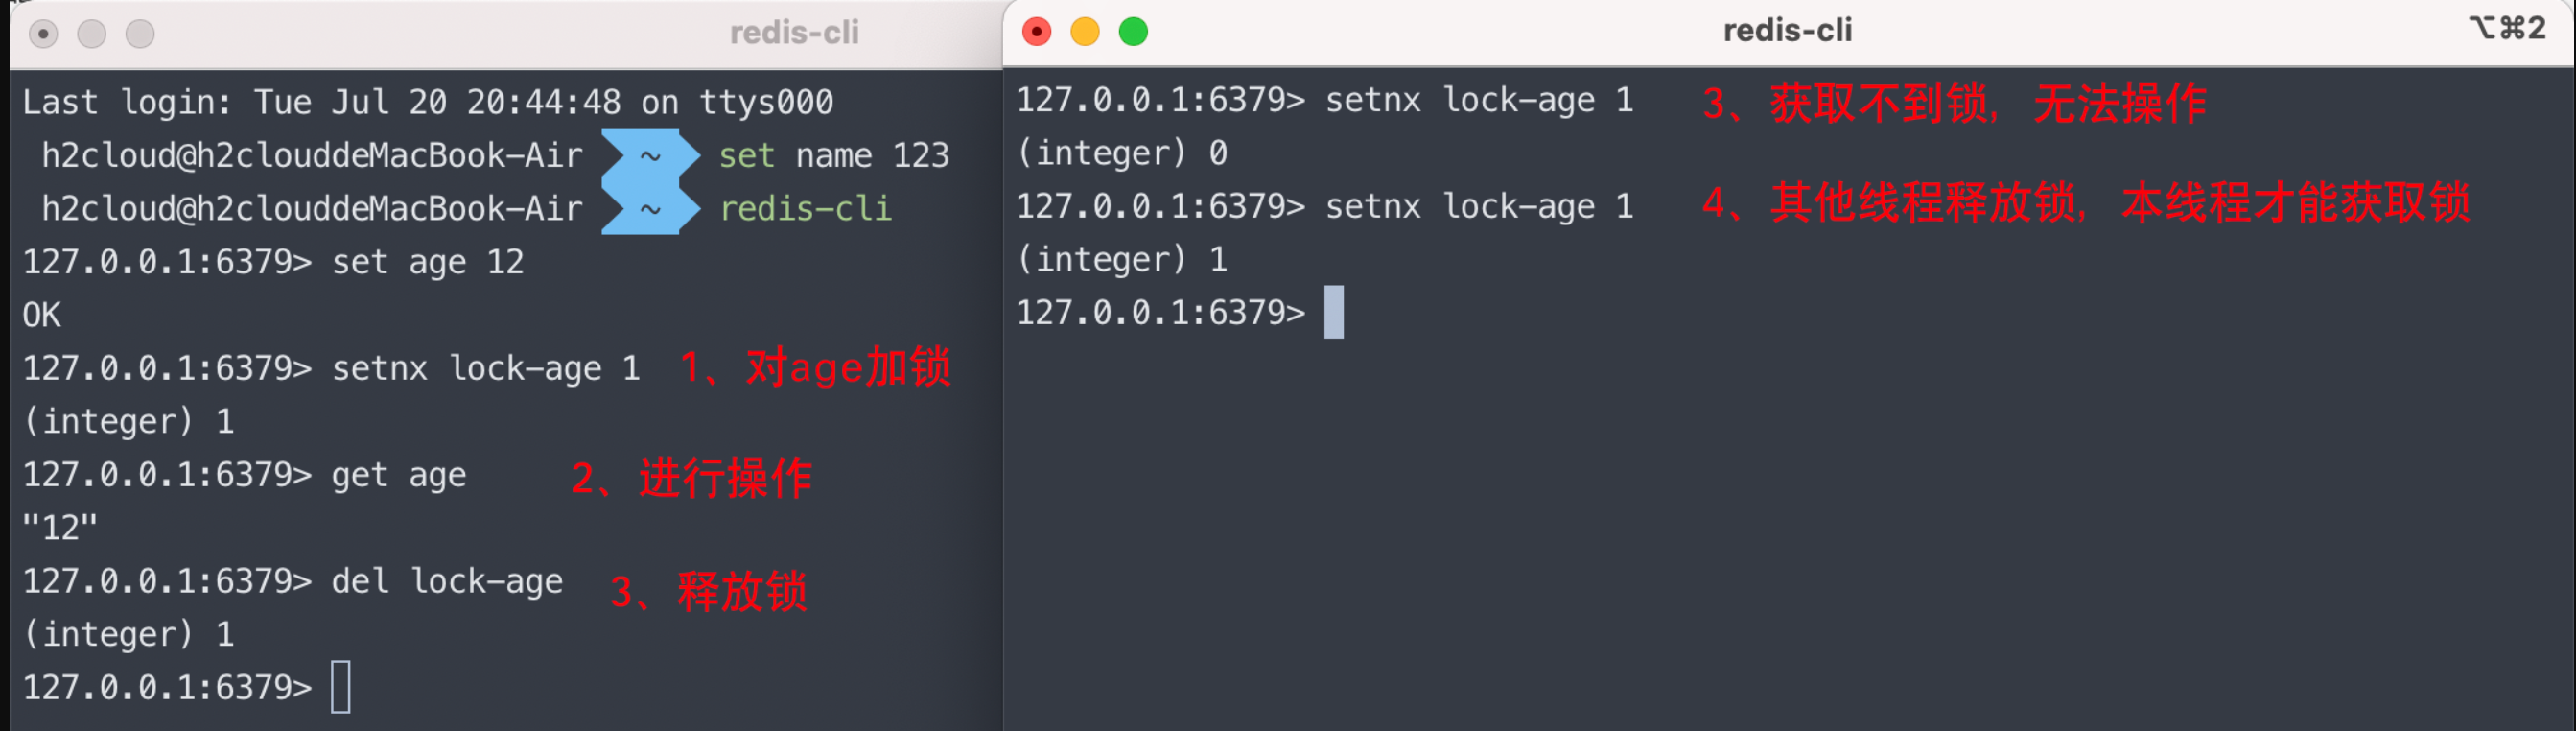 redis-cli
Last login: Tue Jul 20 20:44:48 on ttys000
h2cloud@h2clouddeMacBook-Air ~ set name 123
h2cloud@h2clouddeMacBook-Air ~ redis-cli
127.0.0.1:6379> set age 12
OK
127.0.0.1:6379> setnx lock-age 1 1、对age加锁
(integer) 1
127.0.0.1:6379> get age 2、进行操作
"12"
127.0.0.1:6379> del lock-age 3、释放锁
(integer) 1
127.0.0.1:6379>
redis-cli ⌥⌘2
127.0.0.1:6379> setnx lock-age 1 3、获取不到锁，无法操作
(integer) 0
127.0.0.1:6379> setnx lock-age 1 4、其他线程释放锁，本线程才能获取锁
(integer) 1
127.0.0.1:6379>